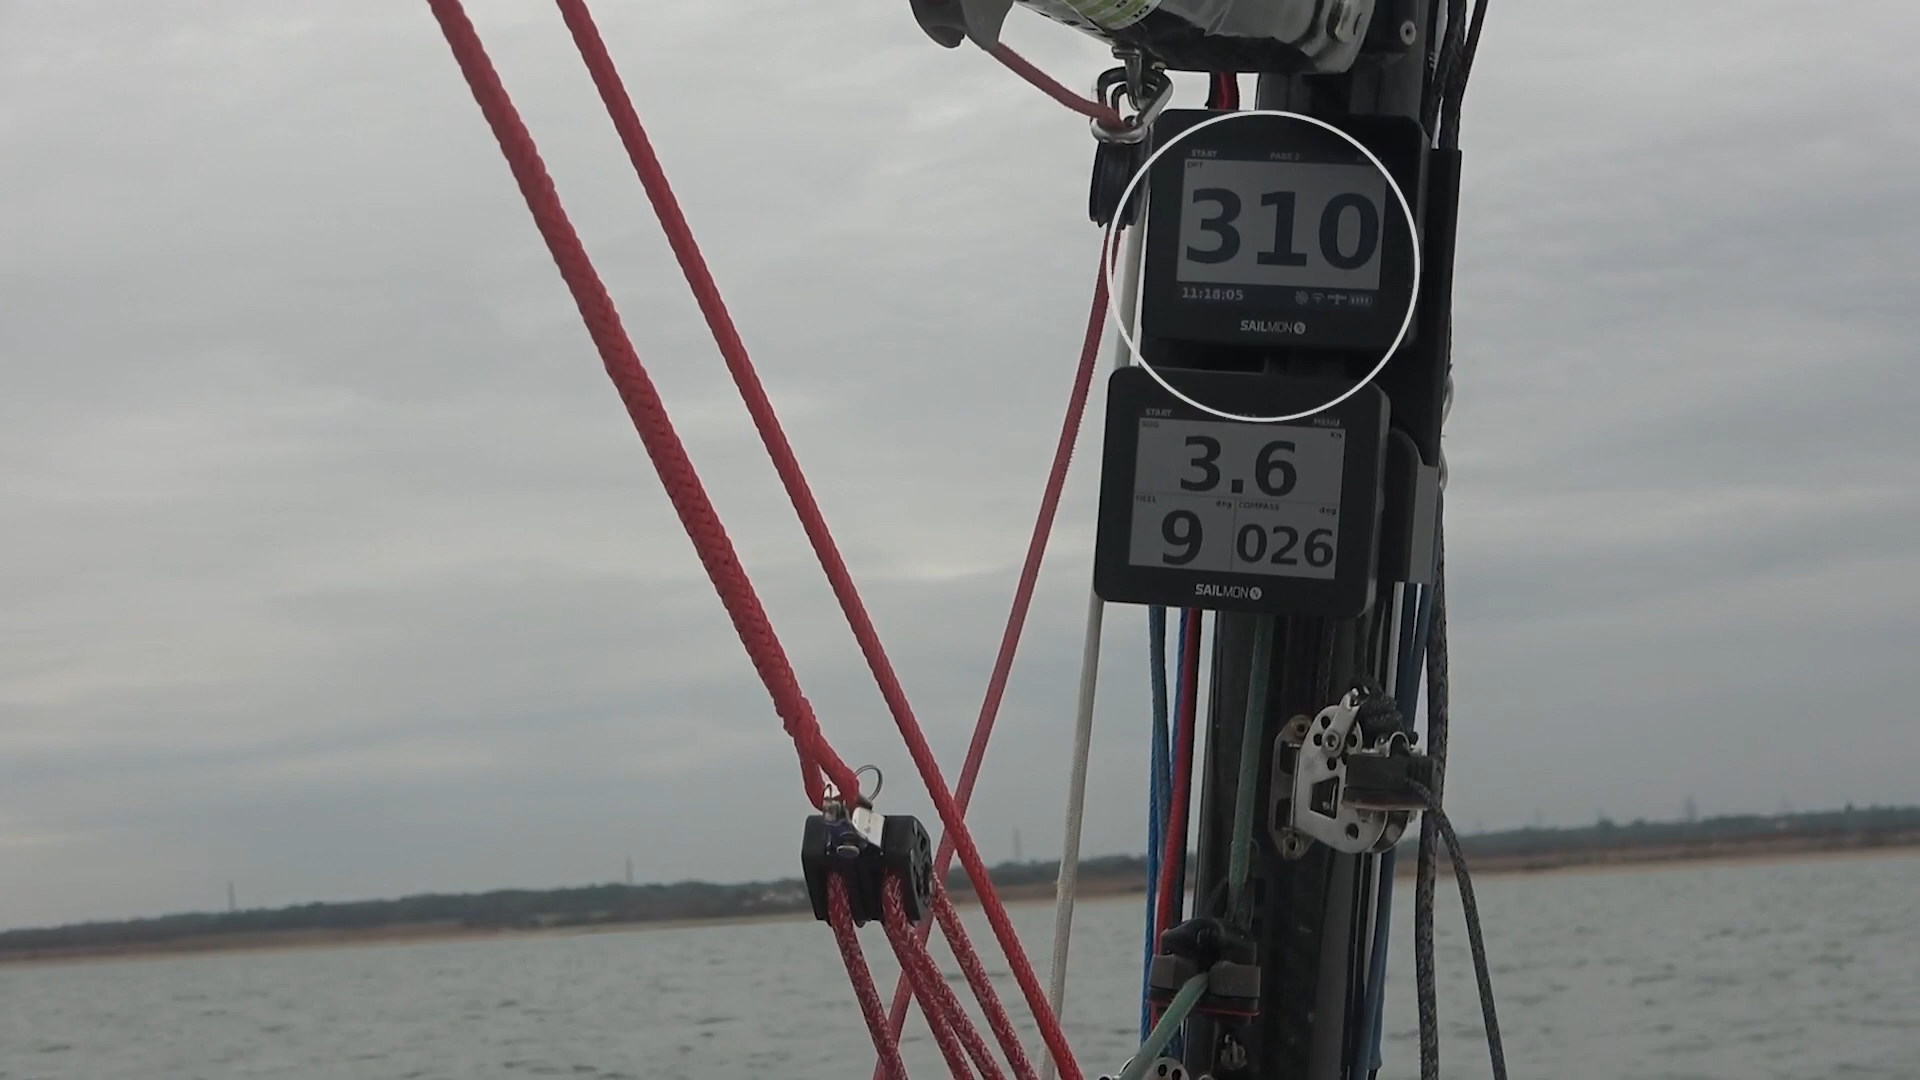 START PAGE 2
OPT
310
11:18:05
SAILMON
START MENU
SOG Kn
3.6
HEEL deg COMPASS deg
9 026
SAILMON